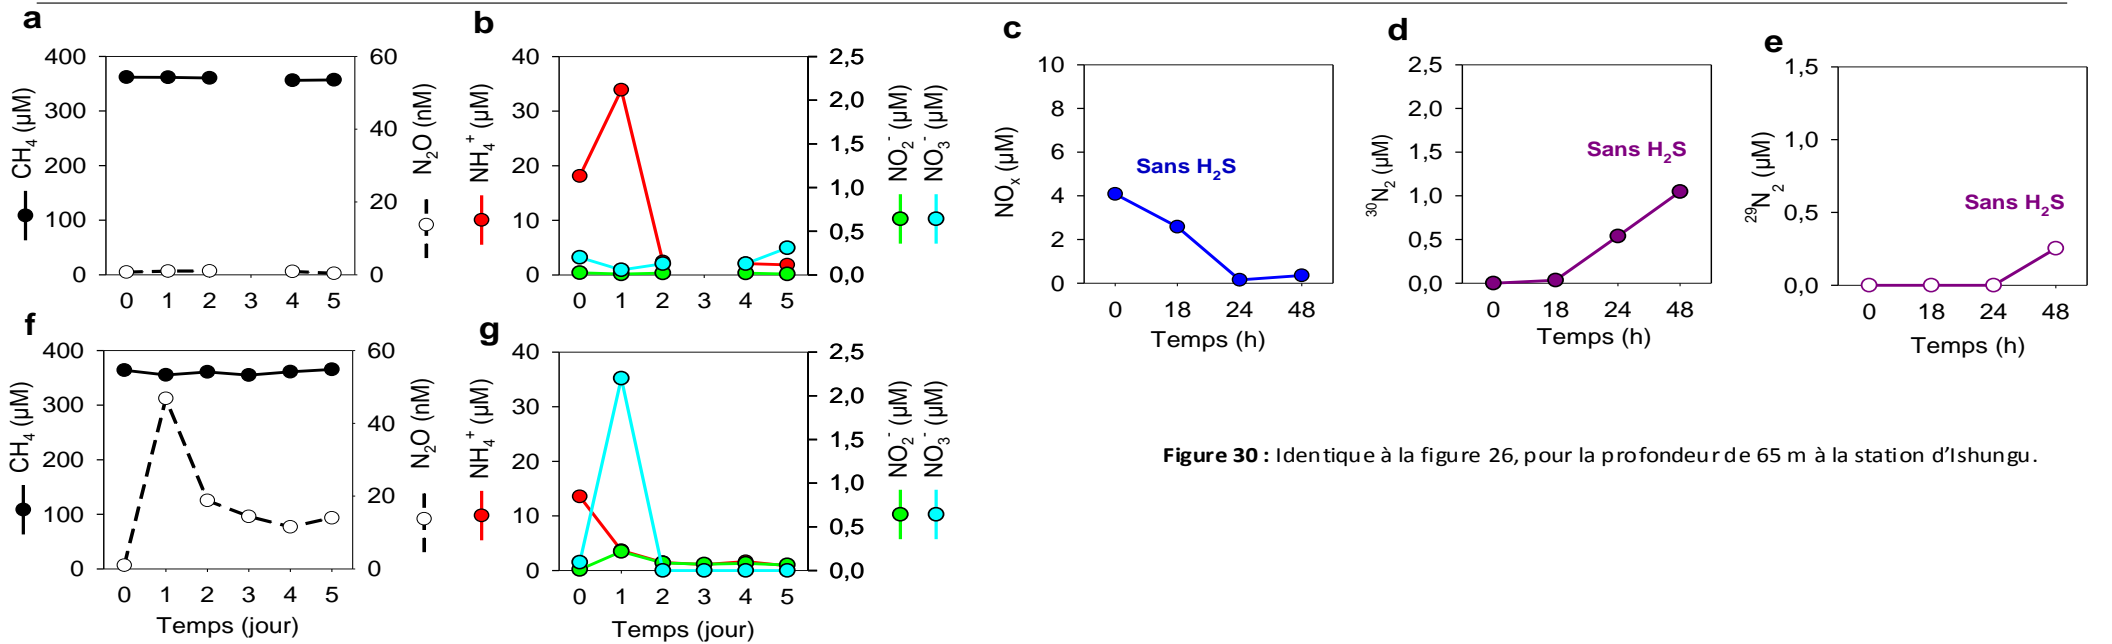 a
400
300
200
100
0
CH4 (µM)
60
40
20
0
N2O (nM)
0 1 2 3 4 5
b
40
30
20
10
0
NH4+ (µM)
2,5
2,0
1,5
1,0
0,5
0,0
NO2- (µM)
NO3- (µM)
0 1 2 3 4 5
c
10
8
6
4
2
0
NOx (µM)
Sans H2S
0 18 24 48
Temps (h)
d
2,5
2,0
1,5
1,0
0,5
0,0
30N2 (µM)
Sans H2S
0 18 24 48
Temps (h)
e
1,5
1,0
0,5
0,0
29N2 (µM)
Sans H2S
0 18 24 48
Temps (h)
f
400
300
200
100
0
CH4 (µM)
60
40
20
0
N2O (nM)
0 1 2 3 4 5
Temps (jour)
g
40
30
20
10
0
NH4+ (µM)
2,5
2,0
1,5
1,0
0,5
0,0
NO2- (µM)
NO3- (µM)
0 1 2 3 4 5
Temps (jour)
Figure 30 : Identique à la figure 26, pour la profondeur de 65 m à la station d'Ishungu.